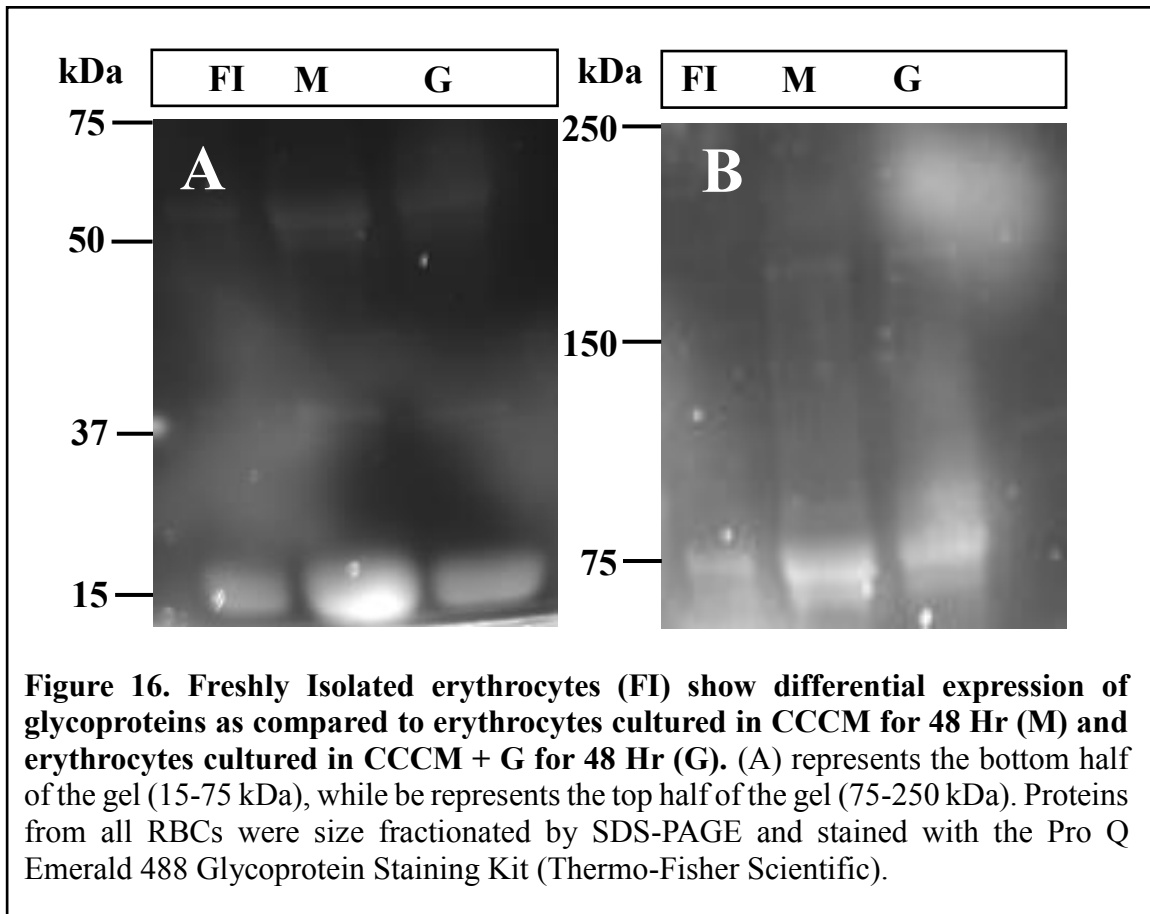 kDa FI M G kDa FI M G
75
A
50
37
15
250
B
150
75
Figure 16. Freshly Isolated erythrocytes (FI) show differential expression of
glycoproteins as compared to erythrocytes cultured in CCCM for 48 Hr (M) and
erythrocytes cultured in CCCM + G for 48 Hr (G). (A) represents the bottom half
of the gel (15-75 kDa), while be represents the top half of the gel (75-250 kDa). Proteins
from all RBCs were size fractionated by SDS-PAGE and stained with the Pro Q
Emerald 488 Glycoprotein Staining Kit (Thermo-Fisher Scientific).